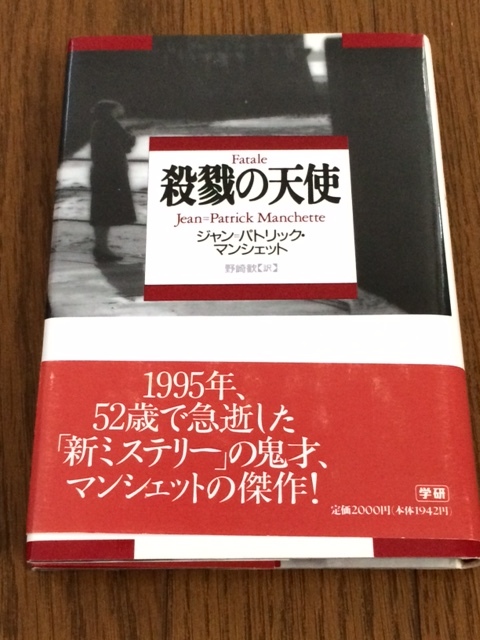 Fatale
殺戮の天使
Jean=Patrick Manchette
ジャン=パトリック・
マンシェット
野崎歓【訳】
1995年、
52歳で急逝した
「新ミステリー」の鬼才、
マンシェットの傑作!
学研
定価2000円(本体1942円)